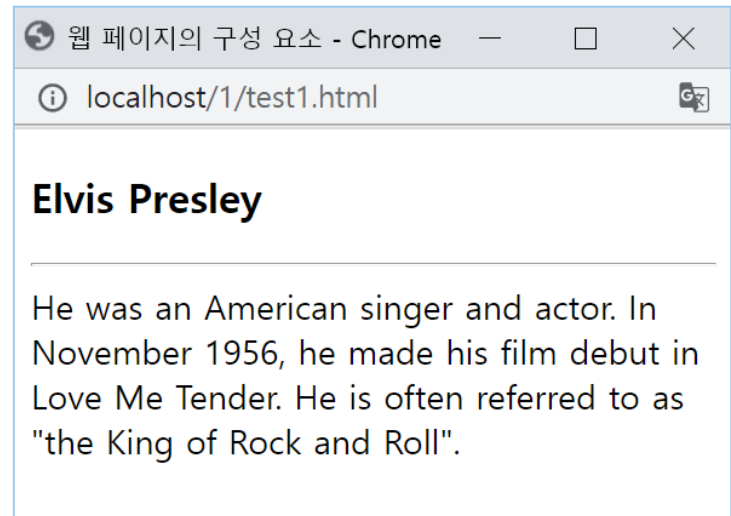 웹 페이지의 구성 요소 - Chrome
localhost/1/test1.html
Elvis Presley
He was an American singer and actor. In
November 1956, he made his film debut in
Love Me Tender. He is often referred to as
"the King of Rock and Roll".